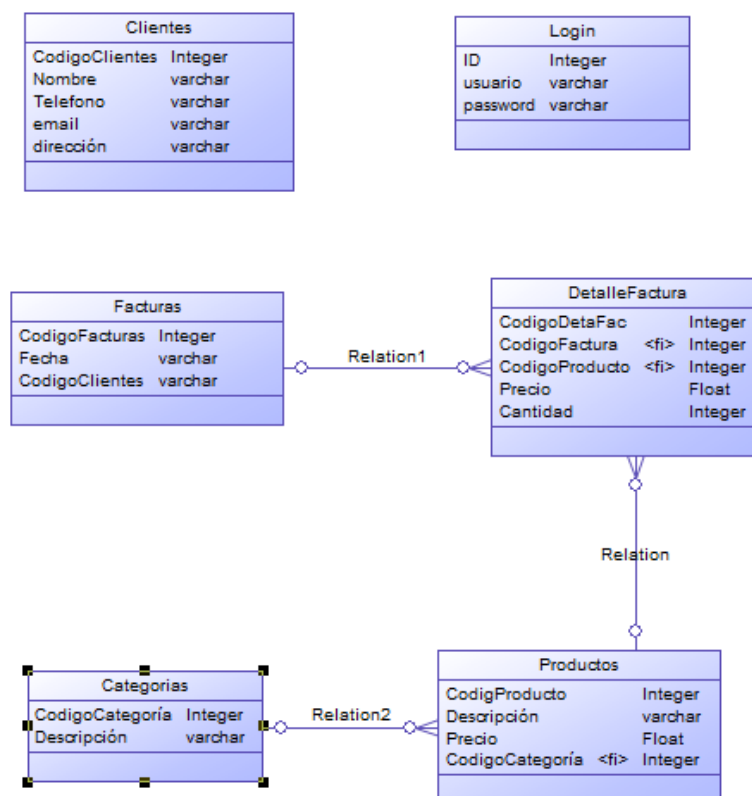 Clientes
CodigoClientes Integer
Nombre varchar
Telefono varchar
email varchar
dirección varchar
Login
ID Integer
usuario varchar
password varchar
Facturas
CodigoFacturas Integer
Fecha varchar
CodigoClientes varchar
Relation1
DetalleFactura
CodigoDetaFac Integer
CodigoFactura <fi> Integer
CodigoProducto <fi> Integer
Precio Float
Cantidad Integer
Relation
Categorias
CodigoCategoría Integer
Descripción varchar
Relation2
Productos
CodigProducto Integer
Descripción varchar
Precio Float
CodigoCategoría <fi> Integer